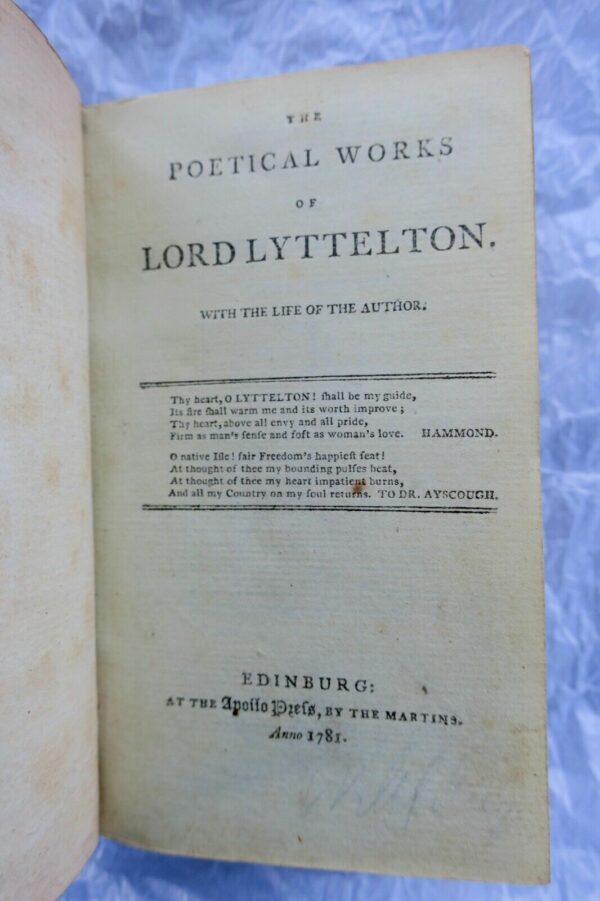 THE
POETICAL WORKS
OF
LORD LYTTELTON.
WITH THE LIFE OF THE AUTHOR.
Thy heart, O LYTTELTON! ſhall be my guide,
Its fire ſhall warm me and its worth improve;
Thy heart, above all envy and all pride,
Firm as man's ſenſe and ſoft as woman's love. HAMMOND.
O native Iſle! fair Freedom's happieſt ſeat!
At thought of thee my bounding pulſes beat,
At thought of thee my heart impatient burns,
And all my Country on my ſoul returns. TO DR. AYSCOUGH.
EDINBURG:
AT THE Apollo Preſs, BY THE MARTINS.
Anno 1781.